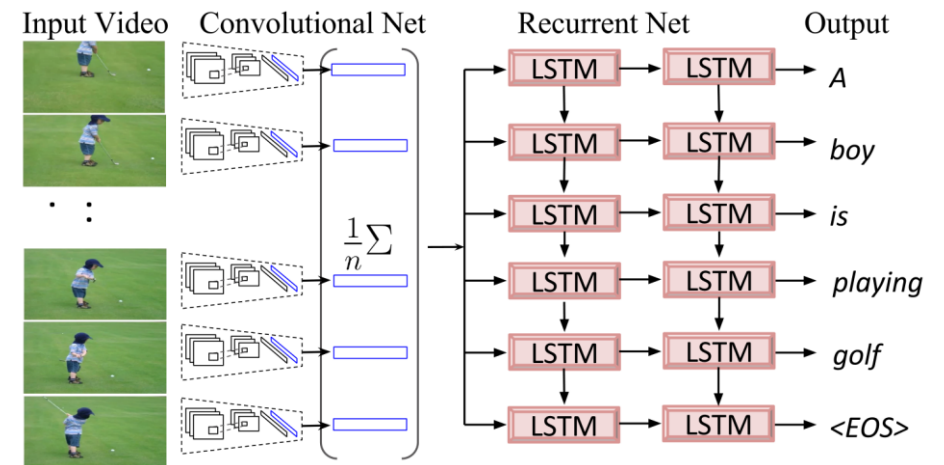 Input Video Convolutional Net Recurrent Net Output
LSTM LSTM A
LSTM LSTM boy
LSTM LSTM is
1/n ∑
LSTM LSTM playing
LSTM LSTM golf
LSTM LSTM <EOS>